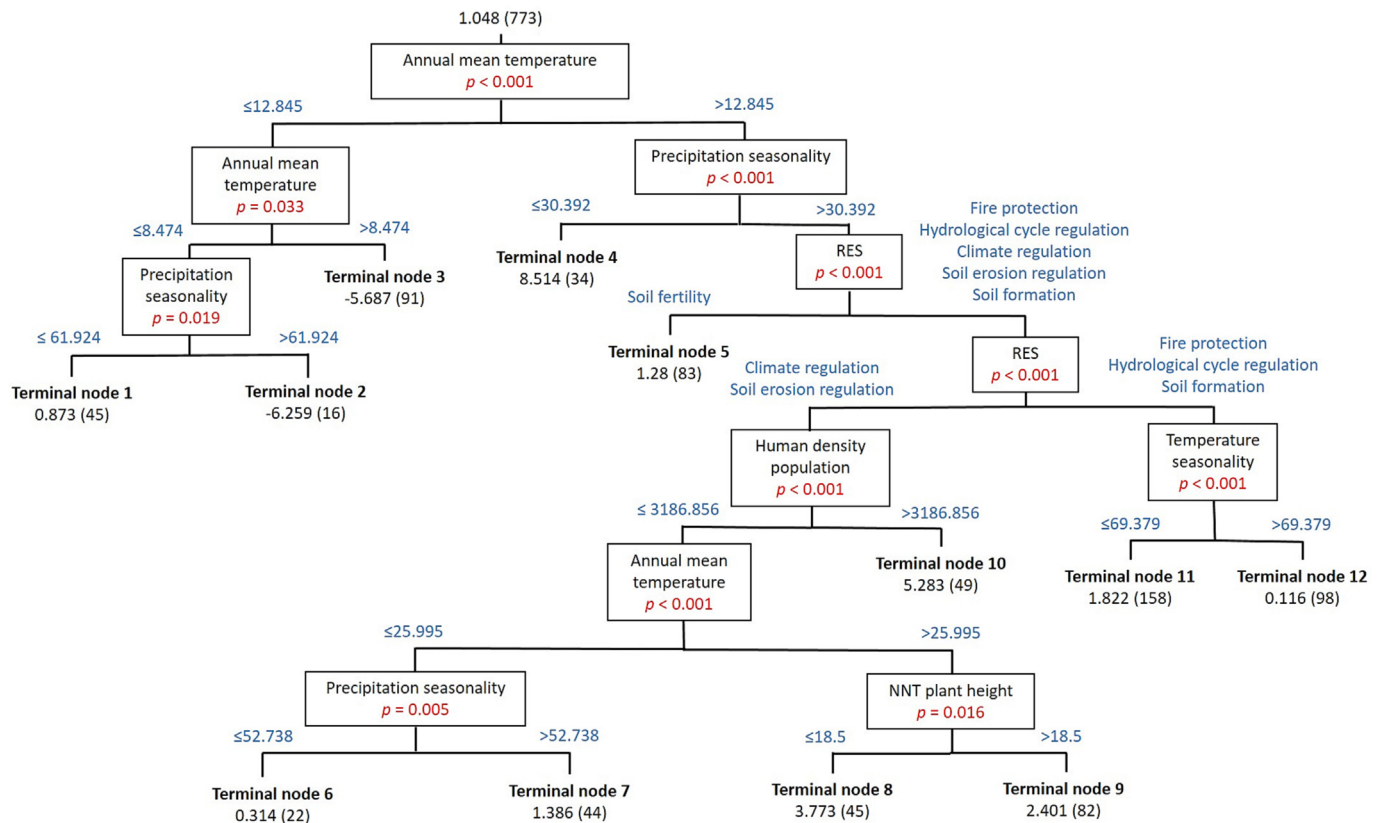 1.048 (773)
Annual mean temperature
p < 0.001
≤12.845
>12.845
Annual mean
temperature
p = 0.033
Precipitation seasonality
p < 0.001
≤8.474
>8.474
≤30.392
>30.392
Fire protection
Hydrological cycle regulation
Climate regulation
Soil erosion regulation
Soil formation
Precipitation
seasonality
p = 0.019
Terminal node 3
-5.687 (91)
Terminal node 4
8.514 (34)
RES
p < 0.001
Soil fertility
≤ 61.924
>61.924
Terminal node 1
0.873 (45)
Terminal node 2
-6.259 (16)
Terminal node 5
1.28 (83)
RES
p < 0.001
Climate regulation
Soil erosion regulation
Fire protection
Hydrological cycle regulation
Soil formation
Human density
population
p < 0.001
Temperature
seasonality
p < 0.001
≤ 3186.856
>3186.856
≤69.379
>69.379
Annual mean
temperature
p < 0.001
Terminal node 10
5.283 (49)
Terminal node 11
1.822 (158)
Terminal node 12
0.116 (98)
≤25.995
>25.995
Precipitation seasonality
p = 0.005
NNT plant height
p = 0.016
≤52.738
>52.738
≤18.5
>18.5
Terminal node 6
0.314 (22)
Terminal node 7
1.386 (44)
Terminal node 8
3.773 (45)
Terminal node 9
2.401 (82)